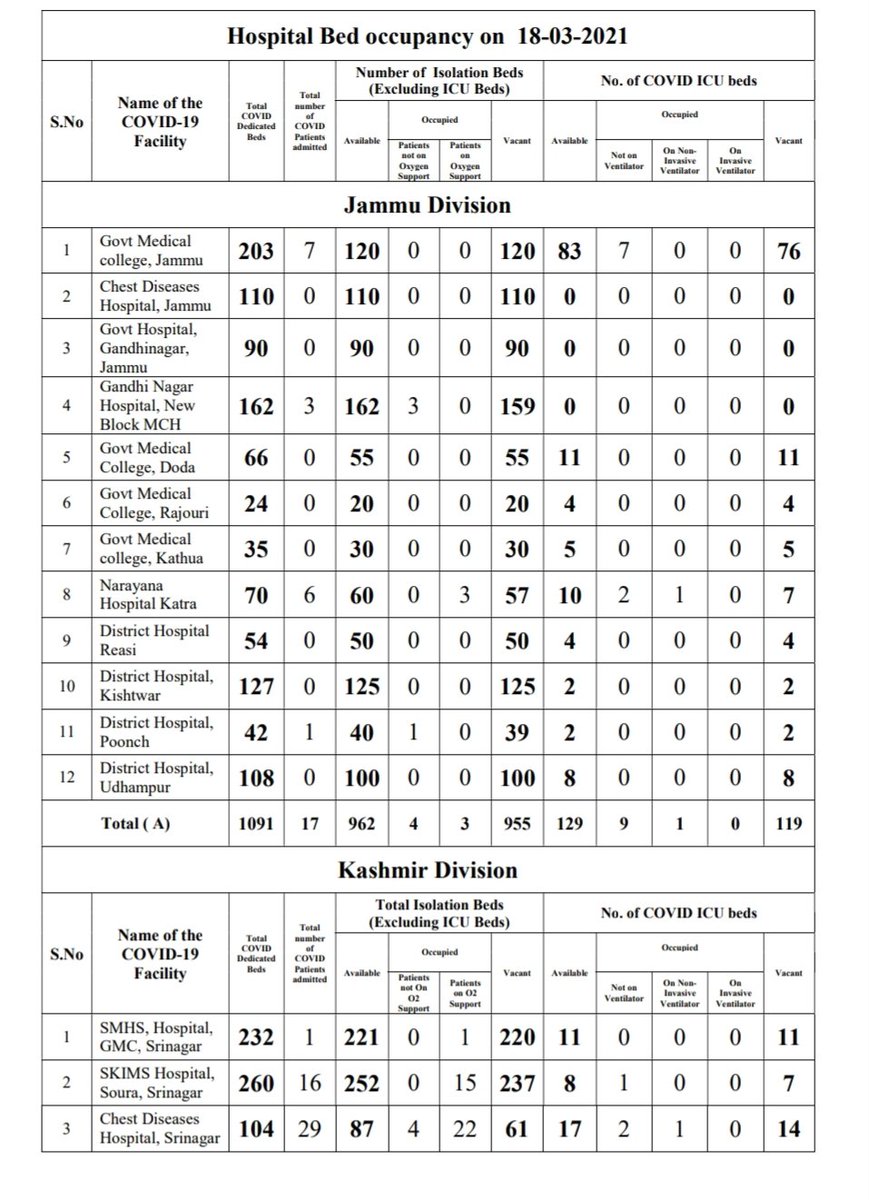 Hospital Bed occupancy on 18-03-2021
S.No
Name of the
COVID-19
Facility
Total
COVID
Dedicated
Beds
Total
number
of
COVID
Patients
admitted
Number of Isolation Beds
(Excluding ICU Beds)
No. of COVID ICU beds
Available
Occupied
Patients
not on
Oxygen
Support
Patients
on
Oxygen
Support
Vacant
Available
Occupied
Not on
Ventilator
On Non-
Invasive
Ventilator
On
Invasive
Ventilator
Vacant
Jammu Division
1 Govt Medical
college, Jammu 203 7 120 0 0 120 83 7 0 0 76
2 Chest Diseases
Hospital, Jammu 110 0 110 0 0 110 0 0 0 0 0
3 Govt Hospital,
Gandhinagar,
Jammu 90 0 90 0 0 90 0 0 0 0 0
4 Gandhi Nagar
Hospital, New
Block MCH 162 3 162 3 0 159 0 0 0 0 0
5 Govt Medical
College, Doda 66 0 55 0 0 55 11 0 0 0 11
6 Govt Medical
College, Rajouri 24 0 20 0 0 20 4 0 0 0 4
7 Govt Medical
college, Kathua 35 0 30 0 0 30 5 0 0 0 5
8 Narayana
Hospital Katra 70 6 60 0 3 57 10 2 1 0 7
9 District Hospital
Reasi 54 0 50 0 0 50 4 0 0 0 4
10 District Hospital,
Kishtwar 127 0 125 0 0 125 2 0 0 0 2
11 District Hospital,
Poonch 42 1 40 1 0 39 2 0 0 0 2
12 District Hospital,
Udhampur 108 0 100 0 0 100 8 0 0 0 8
Total ( A) 1091 17 962 4 3 955 129 9 1 0 119
Kashmir Division
S.No
Name of the
COVID-19
Facility
Total
COVID
Dedicated
Beds
Total
number
of
COVID
Patients
admitted
Total Isolation Beds
(Excluding ICU Beds)
No. of COVID ICU beds
Available
Occupied
Patients
not On
O2
Support
Patients
on O2
Support
Vacant
Available
Occupied
Not on
Ventilator
On Non-
Invasive
Ventilator
On
Invasive
Ventilator
Vacant
1 SMHS, Hospital,
GMC, Srinagar 232 1 221 0 1 220 11 0 0 0 11
2 SKIMS Hospital,
Soura, Srinagar 260 16 252 0 15 237 8 1 0 0 7
3 Chest Diseases
Hospital, Srinagar 104 29 87 4 22 61 17 2 1 0 14